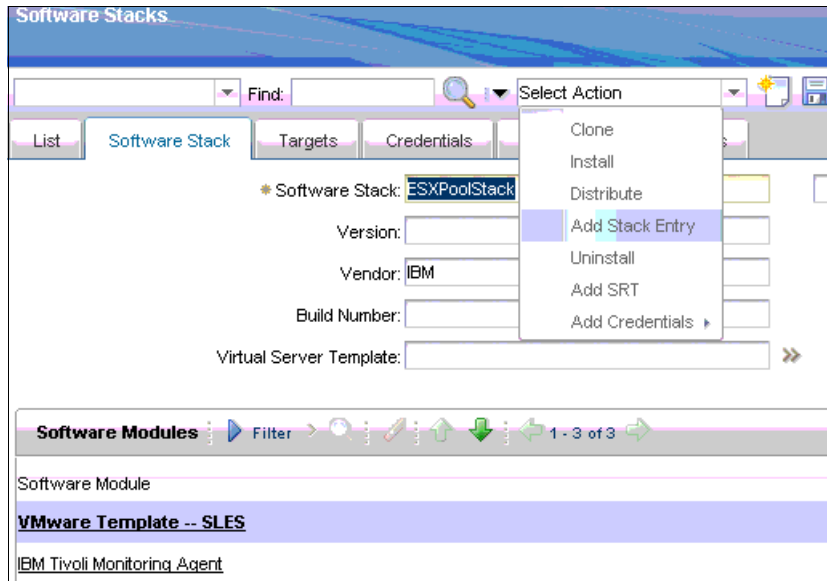 Software Stacks
Find:
Select Action
List
Software Stack
Targets
Credentials
Clone
Install
Distribute
Add Stack Entry
Uninstall
Add SRT
Add Credentials
Software Stack: ESXPoolStack
Version:
Vendor: IBM
Build Number:
Virtual Server Template:
Software Modules Filter 1 - 3 of 3
Software Module
VMware Template -- SLES
IBM Tivoli Monitoring Agent